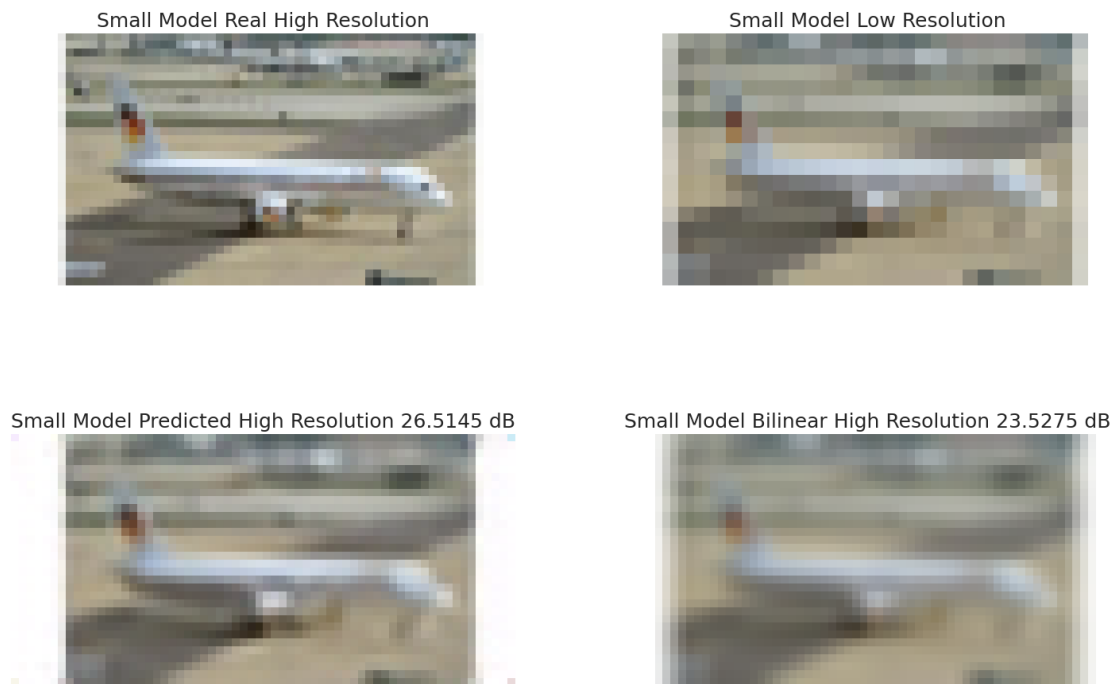 Small Model Real High Resolution
Small Model Low Resolution
Small Model Predicted High Resolution 26.5145 dB
Small Model Bilinear High Resolution 23.5275 dB